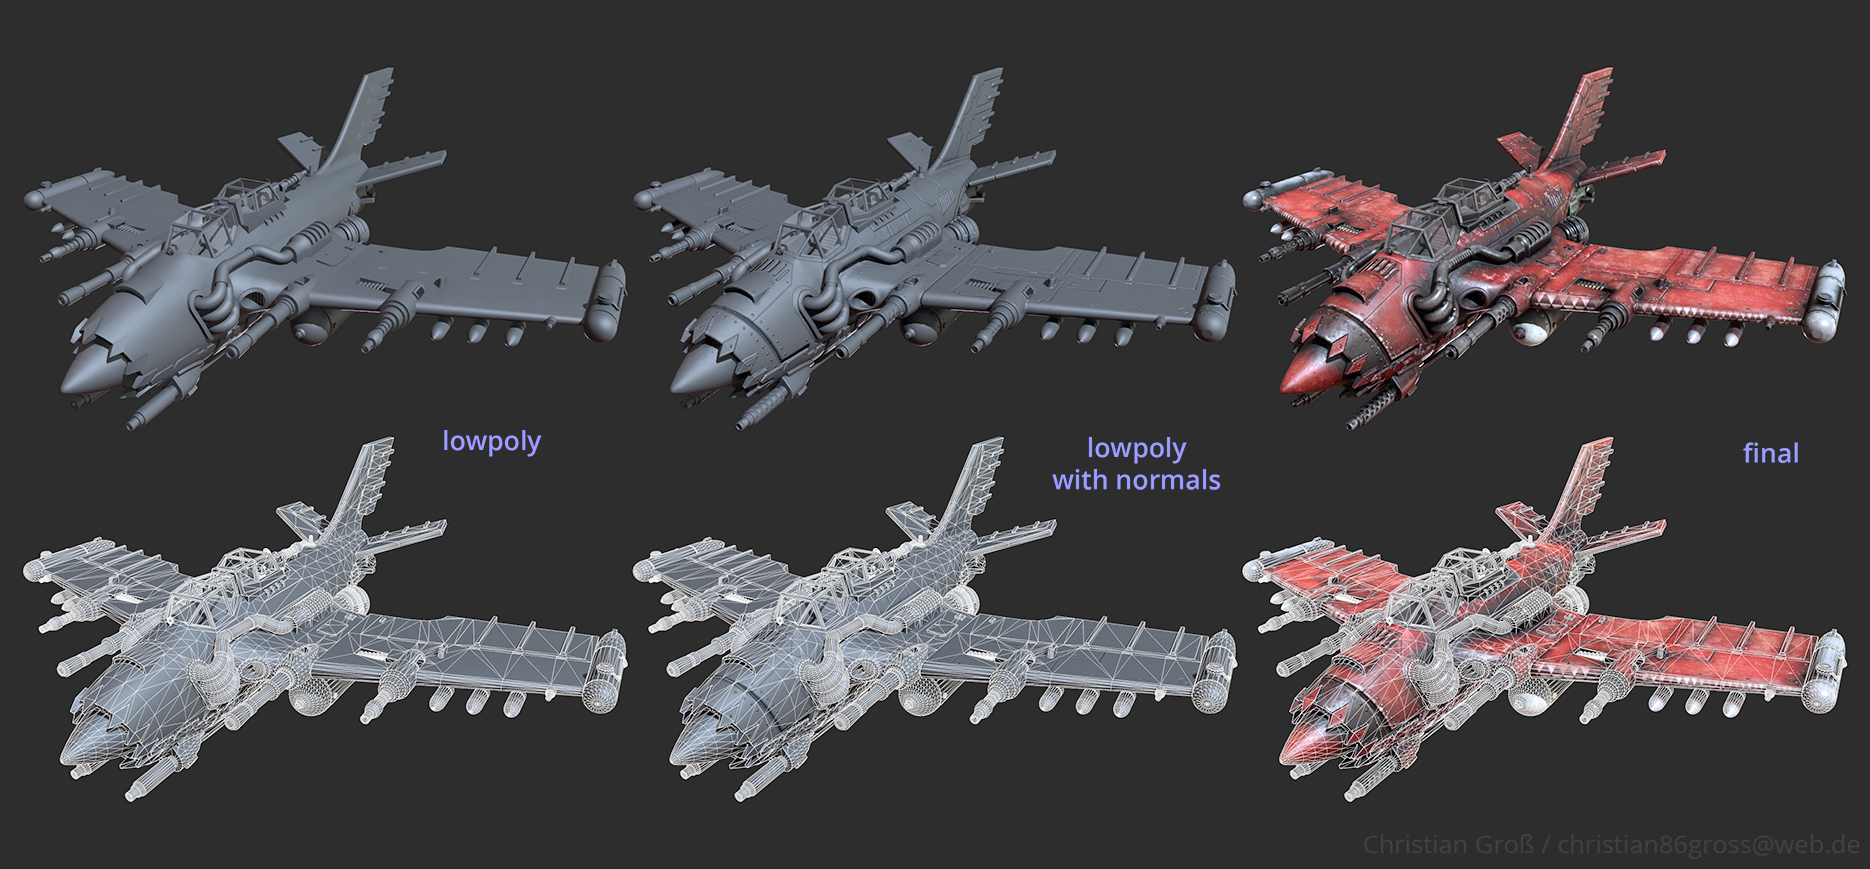 lowpoly
lowpoly
with normals
final
Christian Groß / christian86gross@web.de